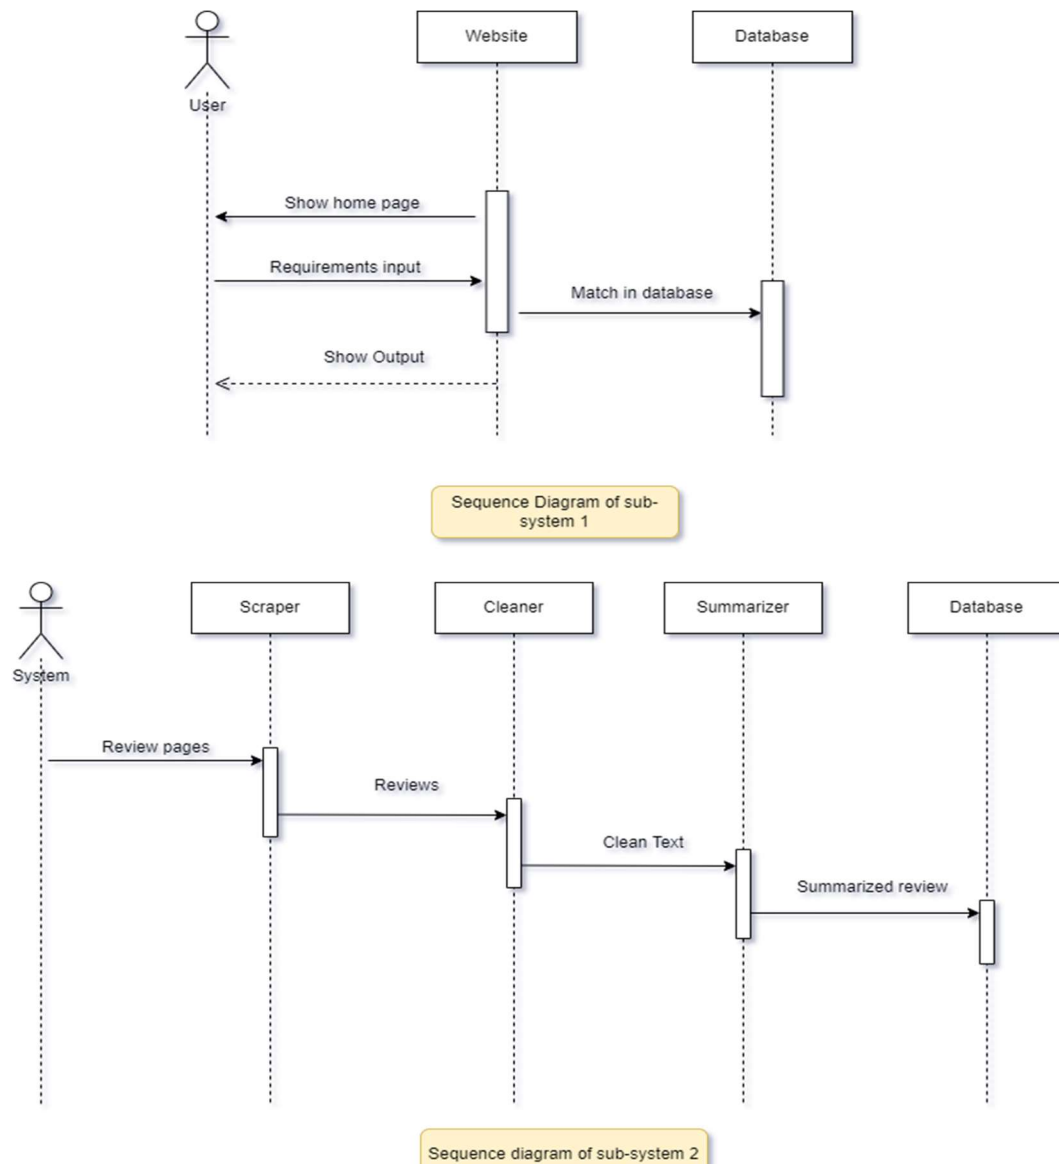 Website
Database
User
Show home page
Requirements input
Match in database
Show Output
Sequence Diagram of sub-
system 1
Scraper
Cleaner
Summarizer
Database
System
Review pages
Reviews
Clean Text
Summarized review
Sequence diagram of sub-system 2